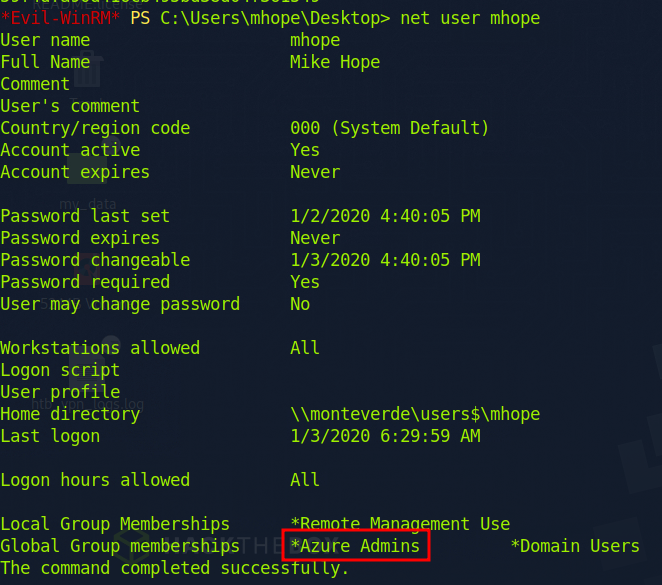 *Evil-WinRM* PS C:\Users\mhope\Desktop> net user mhope
User name                    mhope
Full Name                    Mike Hope
Comment
User's comment
Country/region code          000 (System Default)
Account active               Yes
Account expires              Never
my_data
Password last set            1/2/2020 4:40:05 PM
Password expires             Never
Password changeable          1/3/2020 4:40:05 PM
Password required            Yes
User may change password     No
Workstations allowed         All
Logon script
User profile
Home directory               \\monteverde\users$\mhope
Last logon                   1/3/2020 6:29:59 AM
Logon hours allowed          All
Local Group Memberships      *Remote Management Use
Global Group memberships     *Azure Admins         *Domain Users
HACKTHEBOX
The command completed successfully.